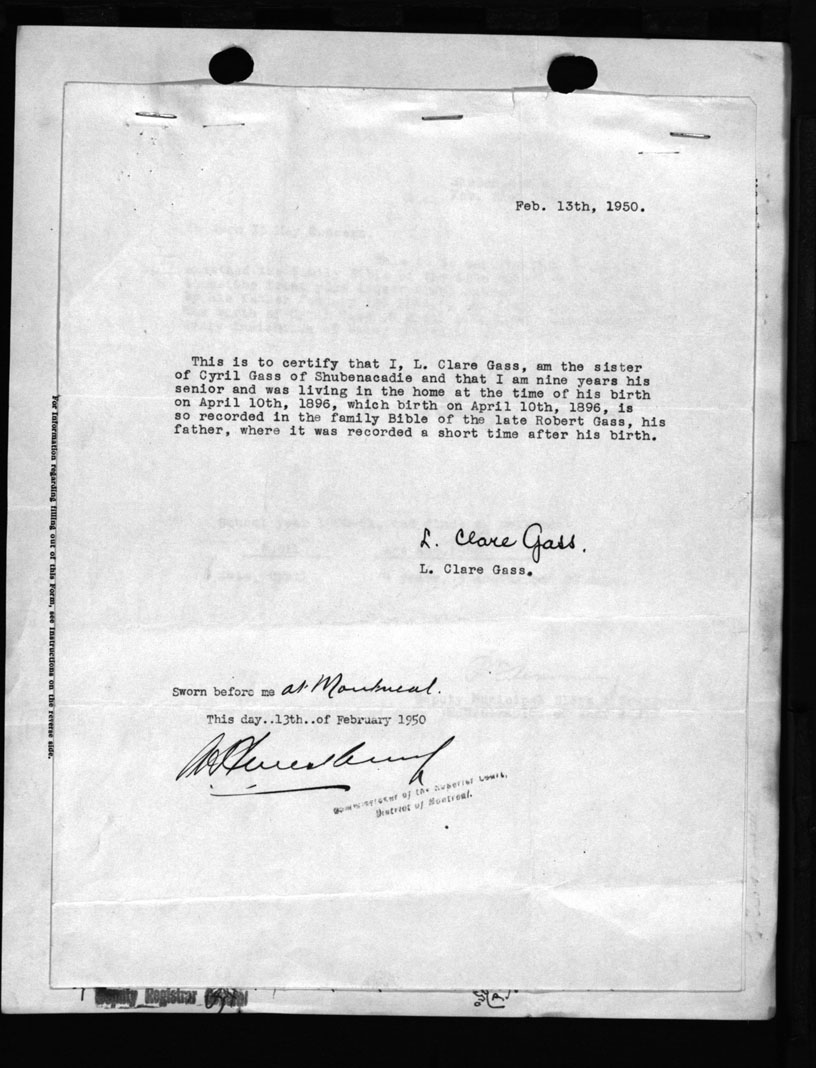 Feb. 13th, 1950.
This is to certify that I, L. Clare Gass, am the sister
of Cyril Gass of Shubenacadie and that I am nine years his
senior and was living in the home at the time of his birth
on April 10th, 1896, which birth on April 10th, 1896, is
so recorded in the family Bible of the late Robert Gass, his
father, where it was recorded a short time after his birth.
L. Clare Gass.
L. Clare Gass.
Sworn before me at Montreal.
This day..13th..of February 1950
Commissioner of the Superior Court,
District of Montreal.
For information regarding filling out of this Form, see Instructions on the reverse side.
Deputy Registrar